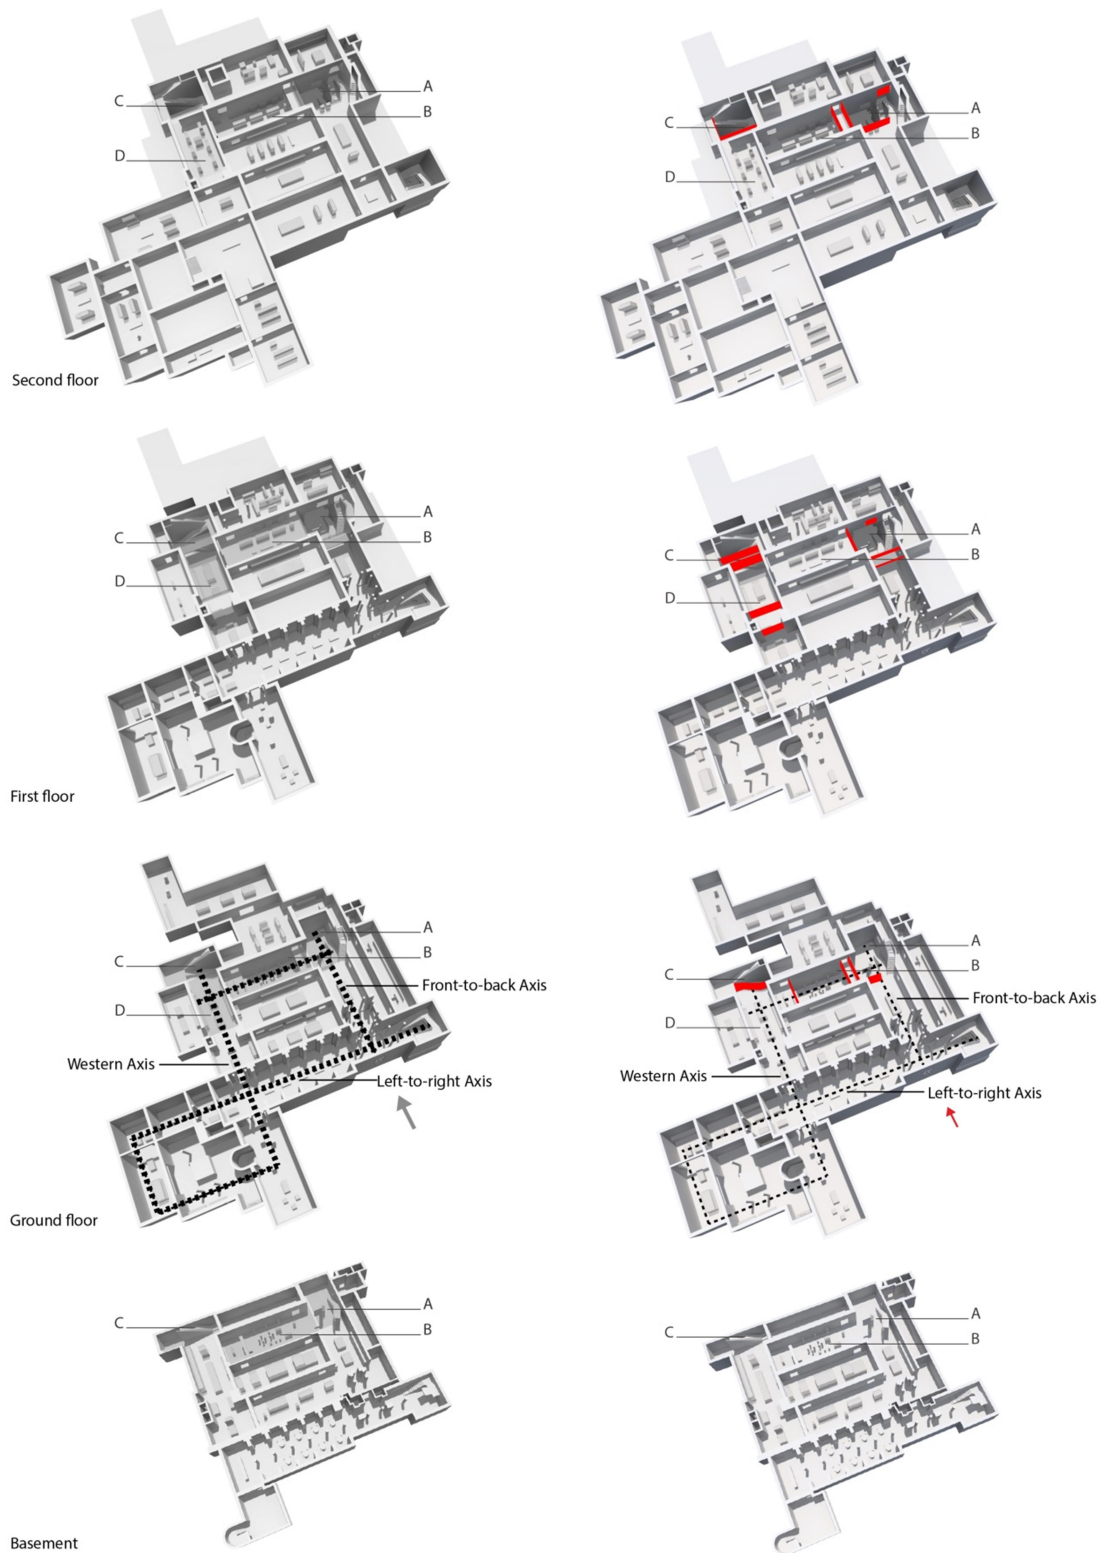 A
A
C
B
C
B
D
D
Second floor
A
A
C
B
C
B
D
D
First floor
A
A
C
B
C
B
Front-to-back Axis
Front-to-back Axis
D
D
Western Axis
Western Axis
Left-to-right Axis
Left-to-right Axis
Ground floor
A
A
C
B
C
B
Basement